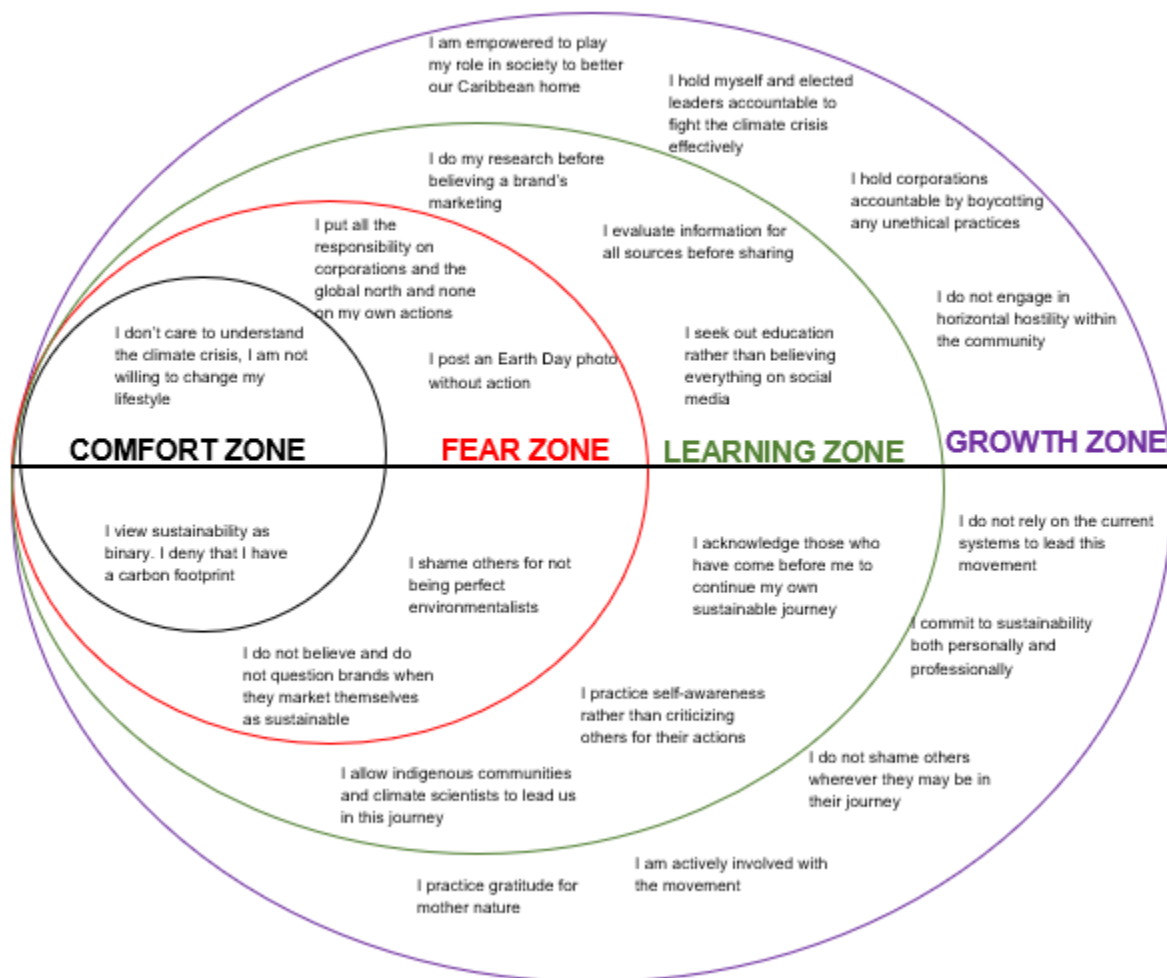 I am empowered to play
my role in society to better
our Caribbean home
I hold myself and elected
leaders accountable to
fight the climate crisis
effectively
I do my research before
believing a brand's
marketing
I hold corporations
accountable by boycotting
any unethical practices
I put all the
responsibility on
corporations and the
global north and none
on my own actions
I evaluate information for
all sources before sharing
I do not engage in
horizontal hostility within
the community
I don't care to understand
the climate crisis, I am not
willing to change my
lifestyle
I post an Earth Day photo
without action
I seek out education
rather than believing
everything on social
media
COMFORT ZONE
FEAR ZONE
LEARNING ZONE
GROWTH ZONE
I view sustainability as
binary. I deny that I have
a carbon footprint
I shame others for not
being perfect
environmentalists
I acknowledge those who
have come before me to
continue my own
sustainable journey
I do not rely on the current
systems to lead this
movement
I commit to sustainability
both personally and
professionally
I do not believe and do
not question brands when
they market themselves
as sustainable
I practice self-awareness
rather than criticizing
others for their actions
I do not shame others
wherever they may be in
their journey
I allow indigenous communities
and climate scientists to lead us
in this journey
I am actively involved with
the movement
I practice gratitude for
mother nature